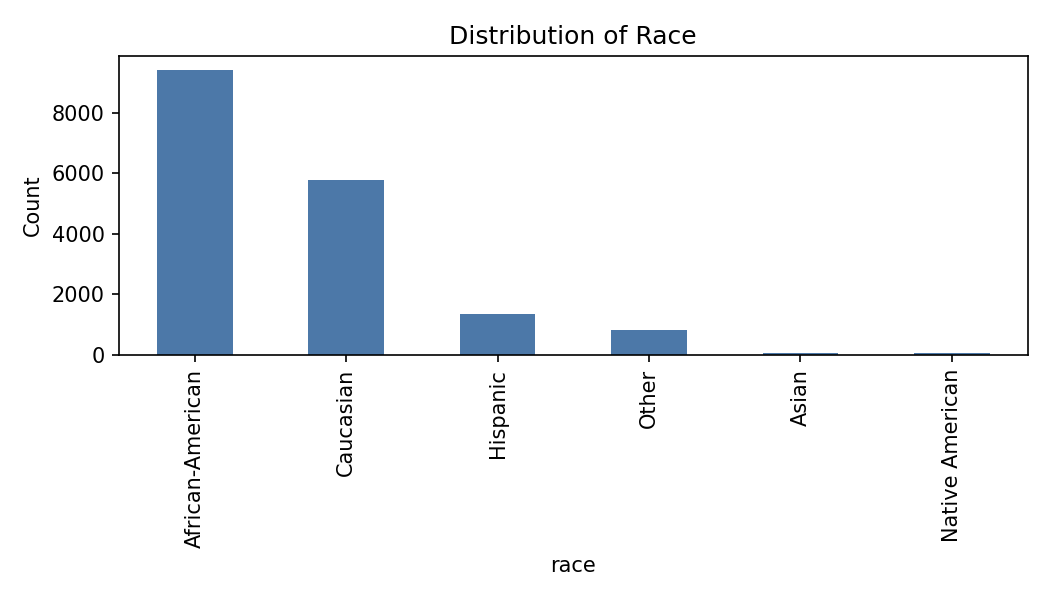 Distribution of Race
Count
8000
6000
4000
2000
0
African-American
Caucasian
Hispanic
Other
Asian
Native American
race